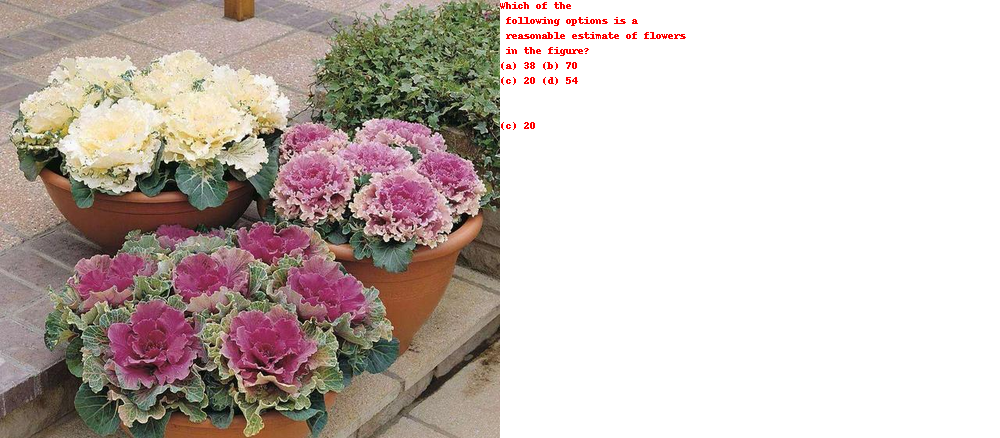 Which of the
following options is a
reasonable estimate of flowers
in the figure?
(a) 38 (b) 70
(c) 20 (d) 54
(c) 20